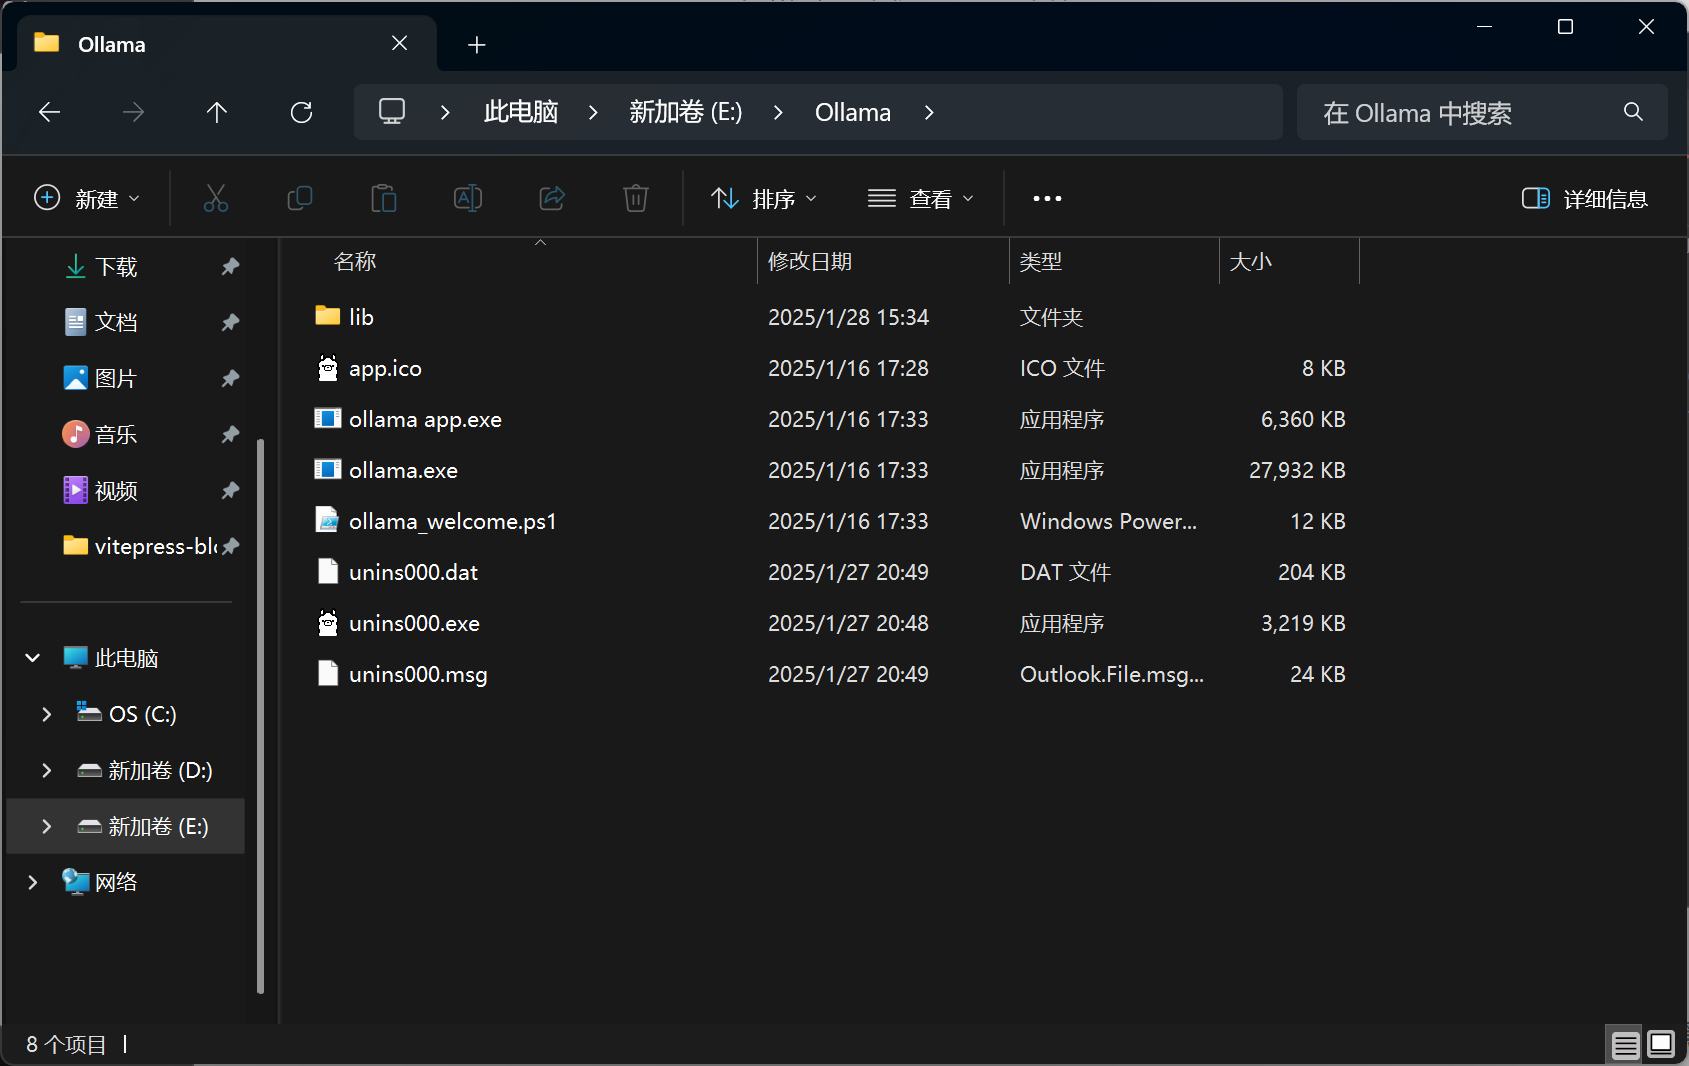 Ollama
此电脑 新加卷 (E:) Ollama
在 Ollama 中搜索
新建 排序 查看 详细信息
下载
文档
图片
音乐
视频
vitepress-blo
此电脑
OS (C:)
新加卷 (D:)
新加卷 (E:)
网络
名称 修改日期 类型 大小
lib 2025/1/28 15:34 文件夹
app.ico 2025/1/16 17:28 ICO 文件 8 KB
ollama app.exe 2025/1/16 17:33 应用程序 6,360 KB
ollama.exe 2025/1/16 17:33 应用程序 27,932 KB
ollama_welcome.ps1 2025/1/16 17:33 Windows Power... 12 KB
unins000.dat 2025/1/27 20:49 DAT 文件 204 KB
unins000.exe 2025/1/27 20:48 应用程序 3,219 KB
unins000.msg 2025/1/27 20:49 Outlook.File.msg... 24 KB
8 个项目